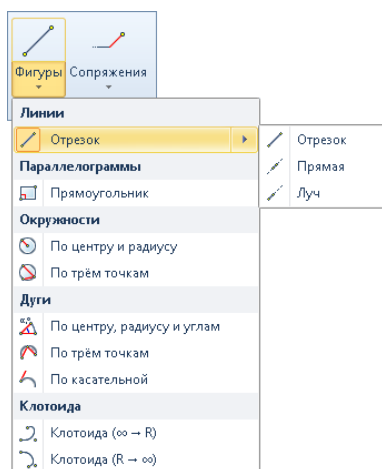 Фигуры Сопряжения
Линии
Отрезок
Отрезок
Прямая
Луч
Параллелограммы
Прямоугольник
Окружности
По центру и радиусу
По трём точкам
Дуги
По центру, радиусу и углам
По трём точкам
По касательной
Клотоида
Клотоида (∞ → R)
Клотоида (R → ∞)